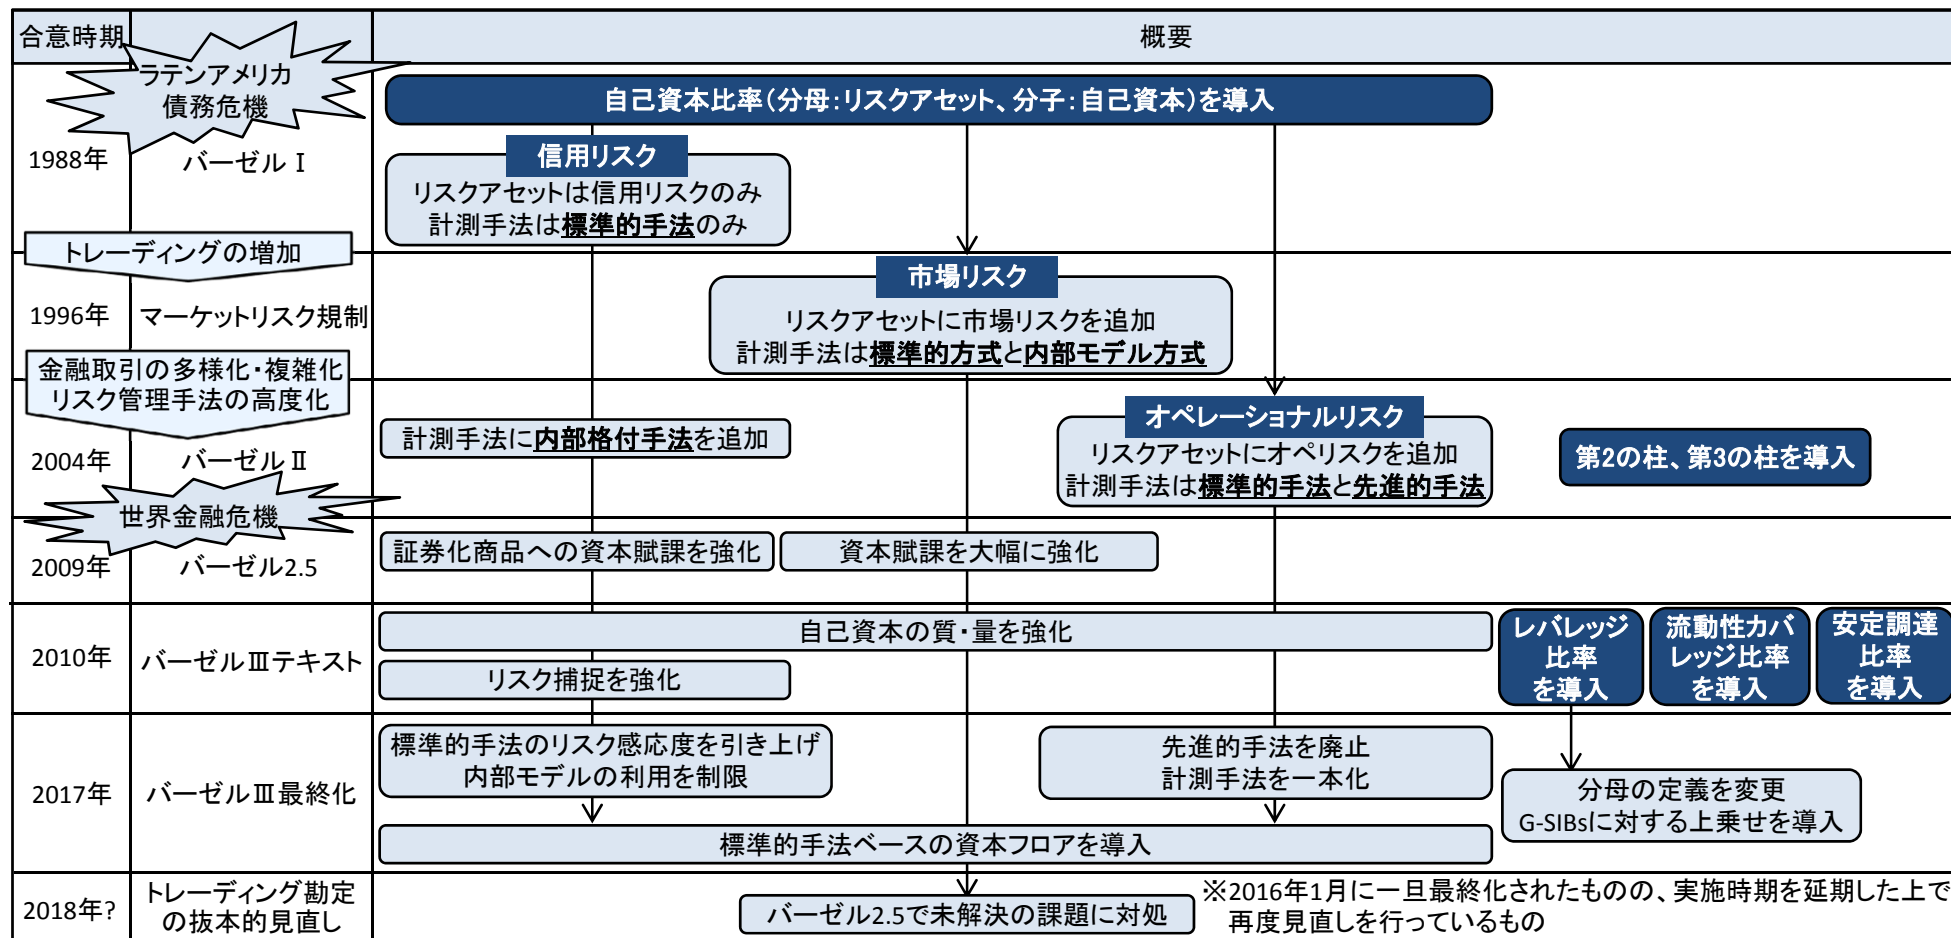 合意時期
概要
ラテンアメリカ
債務危機
自己資本比率(分母:リスクアセット、分子:自己資本)を導入
1988年
バーゼルⅠ
信用リスク
リスクアセットは信用リスクのみ
計測手法は標準的手法のみ
トレーディングの増加
1996年
マーケットリスク規制
市場リスク
リスクアセットに市場リスクを追加
計測手法は標準的方式と内部モデル方式
金融取引の多様化・複雑化
リスク管理手法の高度化
2004年
バーゼルⅡ
計測手法に内部格付手法を追加
オペレーショナルリスク
リスクアセットにオペリスクを追加
計測手法は標準的手法と先進的手法
第2の柱、第3の柱を導入
世界金融危機
2009年
バーゼル2.5
証券化商品への資本賦課を強化
資本賦課を大幅に強化
2010年
バーゼルⅢテキスト
自己資本の質・量を強化
リスク捕捉を強化
レバレッジ
比率
を導入
流動性カバ
レッジ比率
を導入
安定調達
比率
を導入
2017年
バーゼルⅢ最終化
標準的手法のリスク感応度を引き上げ
内部モデルの利用を制限
先進的手法を廃止
計測手法を一本化
分母の定義を変更
G-SIBsに対する上乗せを導入
標準的手法ベースの資本フロアを導入
2018年?
トレーディング勘定
の抜本的見直し
バーゼル2.5で未解決の課題に対処
※2016年1月に一旦最終化されたものの、実施時期を延期した上で
再度見直しを行っているもの